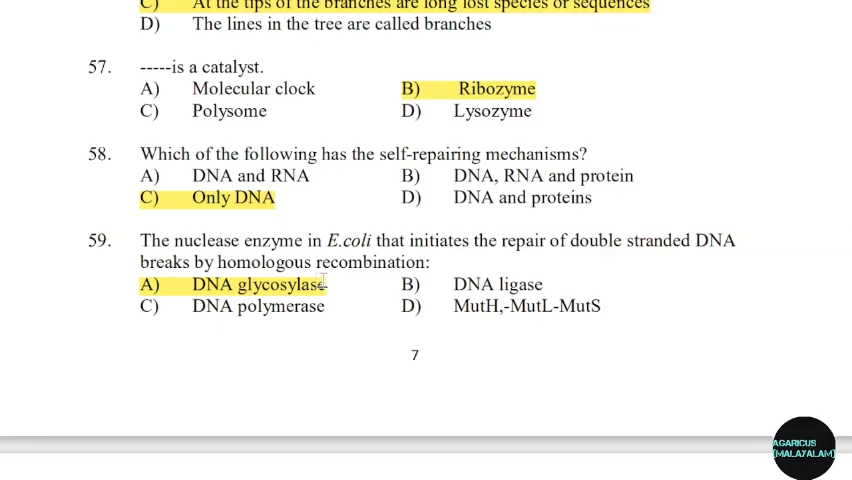 C) At the tips of the branches are long lost species or sequences
D) The lines in the tree are called branches
57. -----is a catalyst.
A) Molecular clock B) Ribozyme
C) Polysome D) Lysozyme
58. Which of the following has the self-repairing mechanisms?
A) DNA and RNA B) DNA, RNA and protein
C) Only DNA D) DNA and proteins
59. The nuclease enzyme in E.coli that initiates the repair of double stranded DNA
breaks by homologous recombination:
A) DNA glycosylase B) DNA ligase
C) DNA polymerase D) MutH,-MutL-MutS
7
AGARICUS
(MALAYALAM)